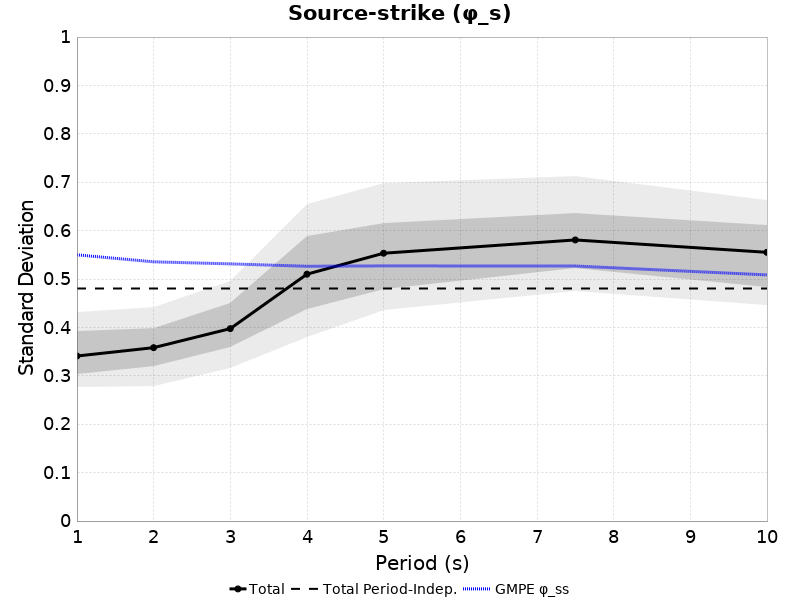 Source-strike (φ_s)
Standard Deviation
1
0.9
0.8
0.7
0.6
0.5
0.4
0.3
0.2
0.1
0
1 2 3 4 5 6 7 8 9 10
Period (s)
Total Total Period-Indep. GMPE φ_ss